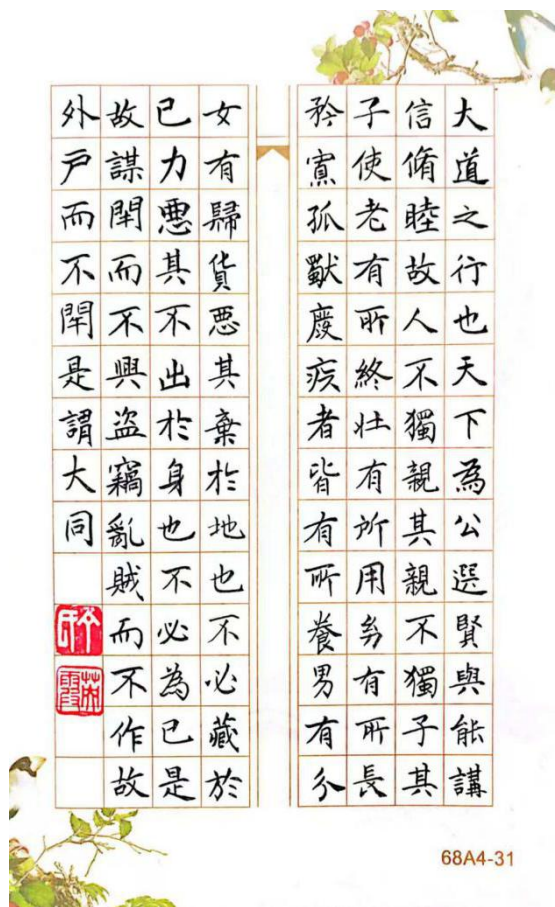 大道之行也天下為公選賢與能講
信脩睦故人不獨親其親不獨子其
子使老有所終壯有所用幼有所長
矜寡孤獨廢疾者皆有所養男有分
女有歸貨惡其棄於地也不必藏於
已力惡其不出於身也不必為已是
故謀閉而不興盜竊亂賊而不作故
外戶而不閉是謂大同
68A4-31